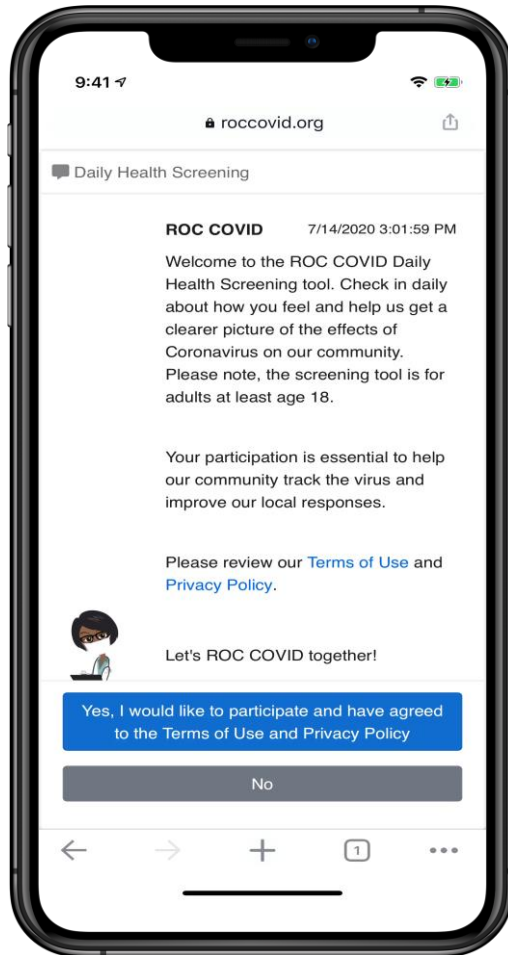 9:41
roccovid.org
Daily Health Screening
ROC COVID 7/14/2020 3:01:59 PM
Welcome to the ROC COVID Daily
Health Screening tool. Check in daily
about how you feel and help us get a
clearer picture of the effects of
Coronavirus on our community.
Please note, the screening tool is for
adults at least age 18.
Your participation is essential to help
our community track the virus and
improve our local responses.
Please review our Terms of Use and
Privacy Policy.
Let's ROC COVID together!
Yes, I would like to participate and have agreed
to the Terms of Use and Privacy Policy
No
1